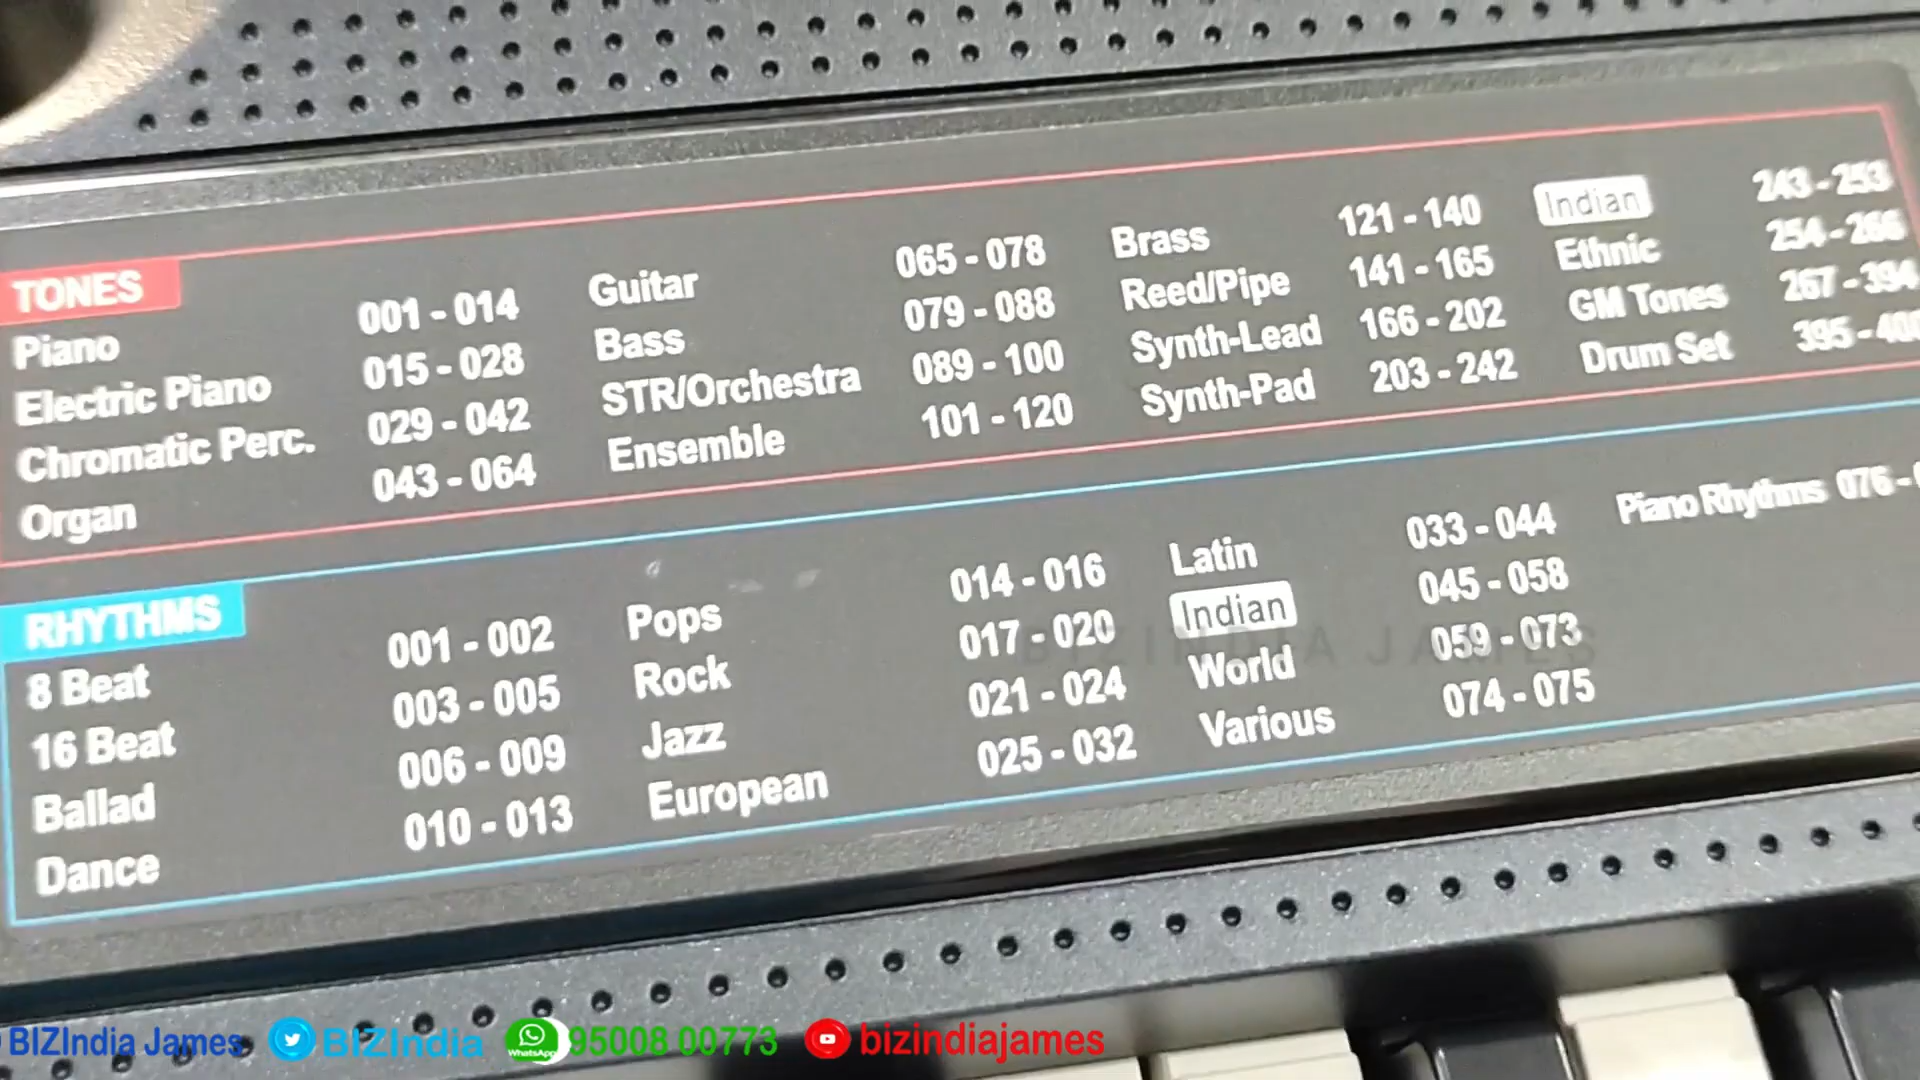 TONES
Piano 001 - 014
Electric Piano 015 - 028
Chromatic Perc. 029 - 042
Organ 043 - 064
Guitar 065 - 078
Bass 079 - 088
STR/Orchestra 089 - 100
Ensemble 101 - 120
Brass 121 - 140
Reed/Pipe 141 - 165
Synth-Lead 166 - 202
Synth-Pad 203 - 242
Indian 243 - 253
Ethnic 254 - 266
GM Tones 267 - 394
Drum Set 395 - 400
RHYTHMS
8 Beat 001 - 002
16 Beat 003 - 005
Ballad 006 - 009
Dance 010 - 013
Pops 014 - 016
Rock 017 - 020
Jazz 021 - 024
European 025 - 032
Latin 033 - 044
Indian 045 - 058
World 059 - 073
Various 074 - 075
Piano Rhythms 076 -
BIZINDIA JAMES
BIZIndia James BIZIndia WhatsApp 95008 00773 bizindiajames